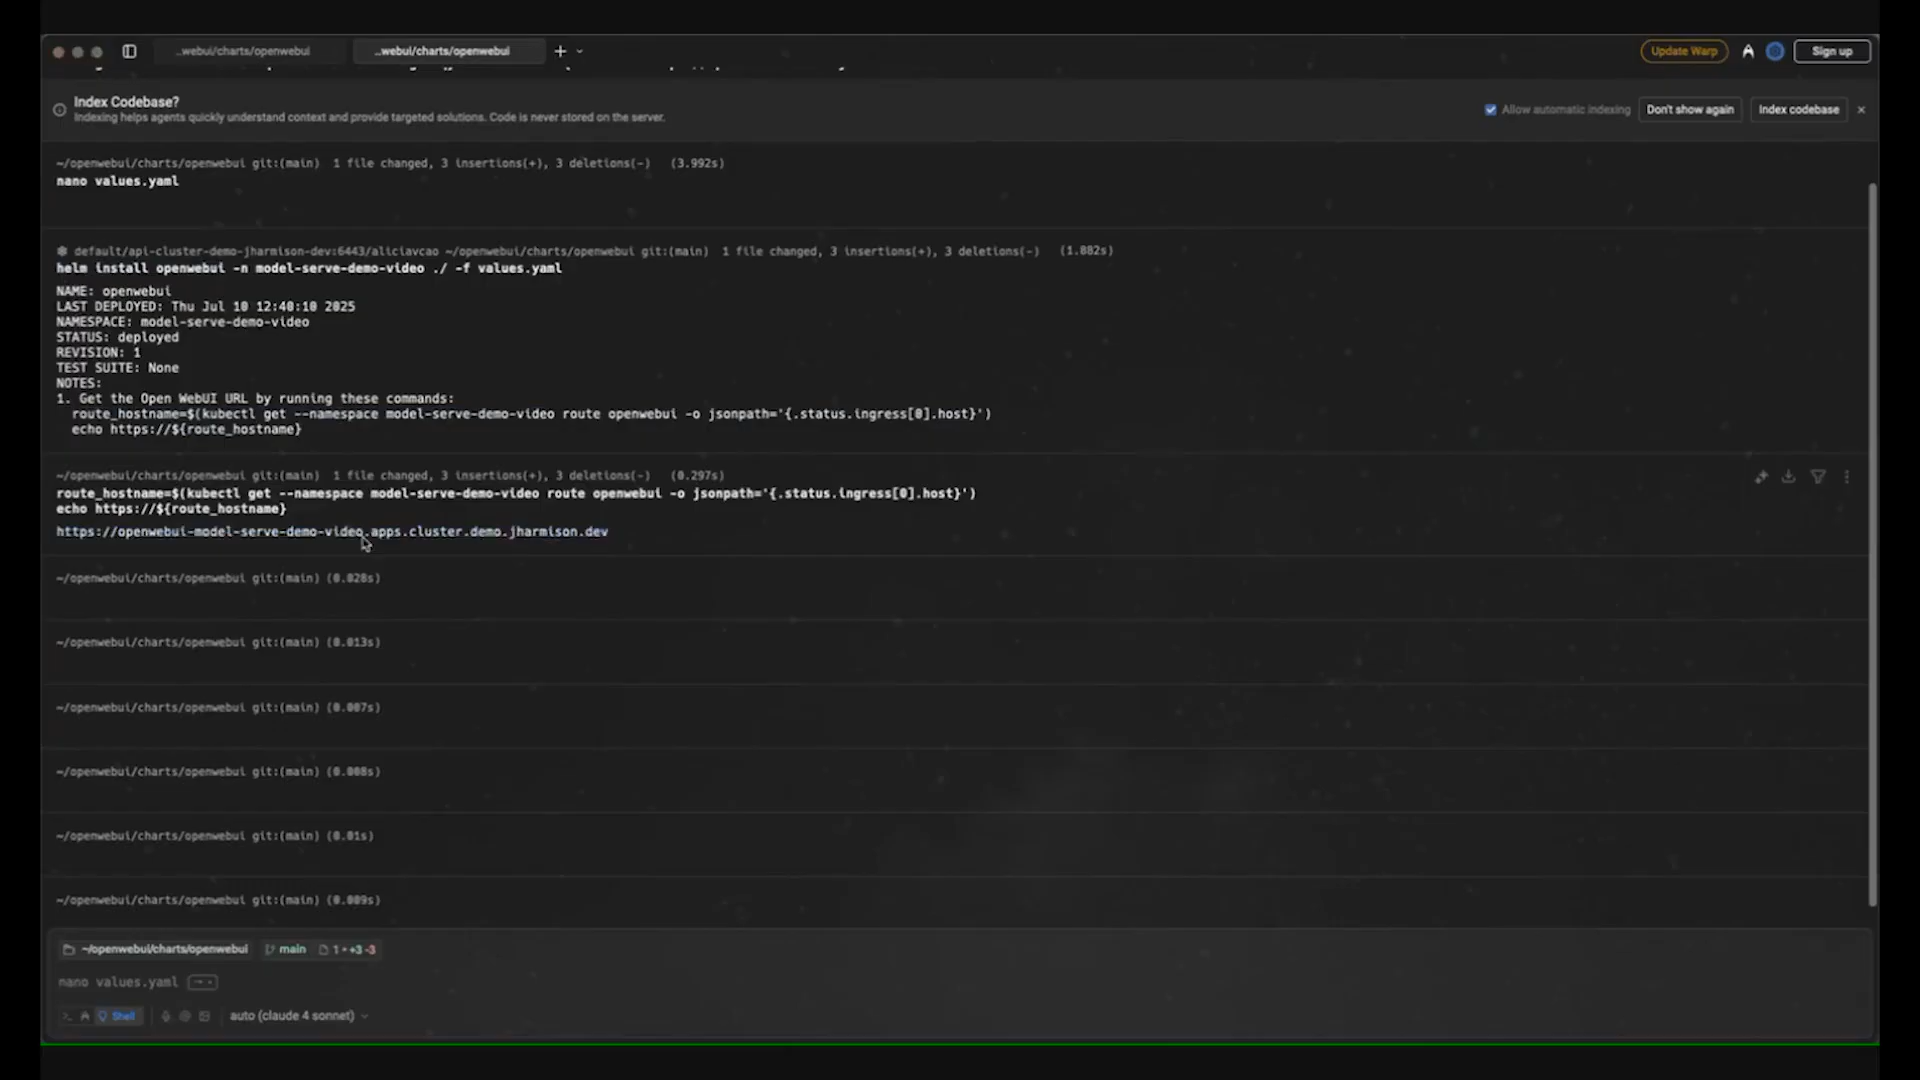 ..webui/charts/openwebui
..webui/charts/openwebui
Update Warp
Sign up
Index Codebase?
Indexing helps agents quickly understand context and provide targeted solutions. Code is never stored on the server.
Allow automatic indexing
Don't show again
Index codebase
~/openwebui/charts/openwebui git:(main) 1 file changed, 3 insertions(+), 3 deletions(-) (3.992s)
nano values.yaml
default/api-cluster-demo-jharmison-dev:6443/aliciavcao ~/openwebui/charts/openwebui git:(main) 1 file changed, 3 insertions(+), 3 deletions(-) (1.882s)
helm install openwebui -n model-serve-demo-video ./ -f values.yaml
NAME: openwebui
LAST DEPLOYED: Thu Jul 10 12:40:10 2025
NAMESPACE: model-serve-demo-video
STATUS: deployed
REVISION: 1
TEST SUITE: None
NOTES:
1. Get the Open WebUI URL by running these commands:
route_hostname=$(kubectl get --namespace model-serve-demo-video route openwebui -o jsonpath='{.status.ingress[0].host}')
echo https://${route_hostname}
~/openwebui/charts/openwebui git:(main) 1 file changed, 3 insertions(+), 3 deletions(-) (0.297s)
route_hostname=$(kubectl get --namespace model-serve-demo-video route openwebui -o jsonpath='{.status.ingress[0].host}')
echo https://${route_hostname}
https://openwebui-model-serve-demo-video.apps.cluster.demo.jharmison.dev
~/openwebui/charts/openwebui git:(main) (0.028s)
~/openwebui/charts/openwebui git:(main) (0.013s)
~/openwebui/charts/openwebui git:(main) (0.007s)
~/openwebui/charts/openwebui git:(main) (0.008s)
~/openwebui/charts/openwebui git:(main) (0.01s)
~/openwebui/charts/openwebui git:(main) (0.009s)
~/openwebui/charts/openwebui main 1 • +3 -3
nano values.yaml
Shell auto (claude 4 sonnet)